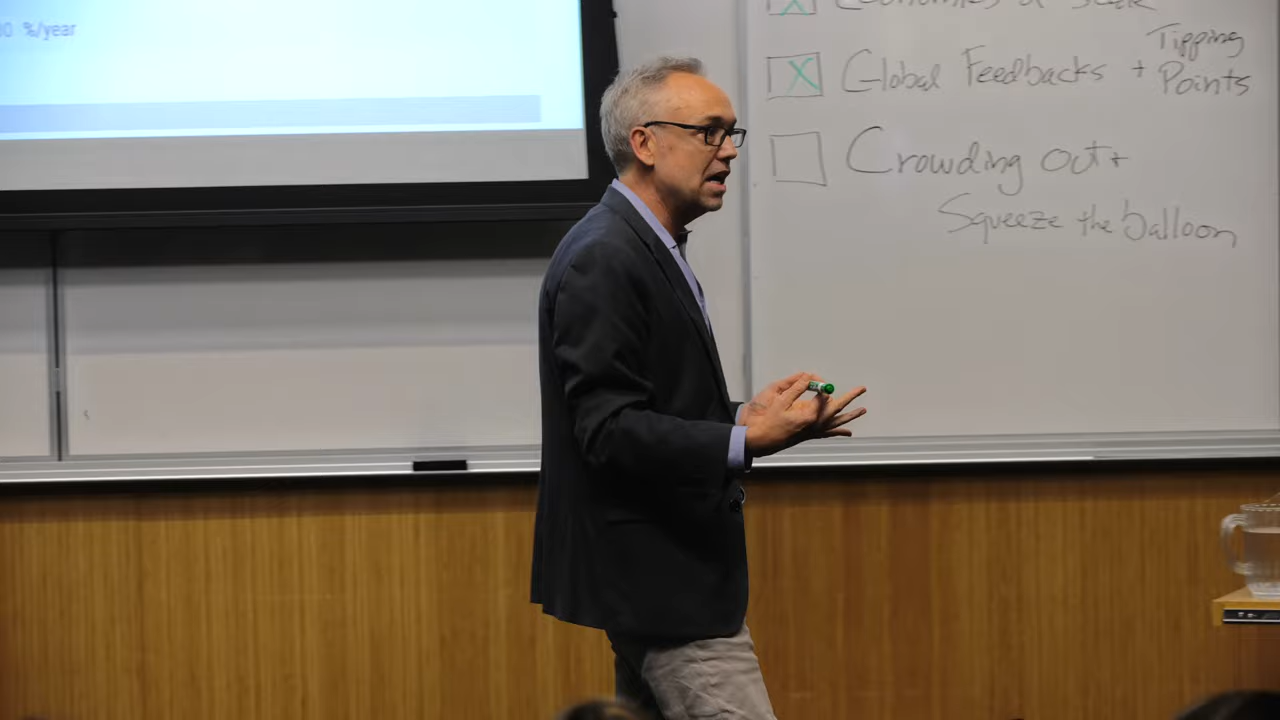 %/year
Tipping
X Global Feedbacks + Points
Crowding out +
Squeeze the balloon